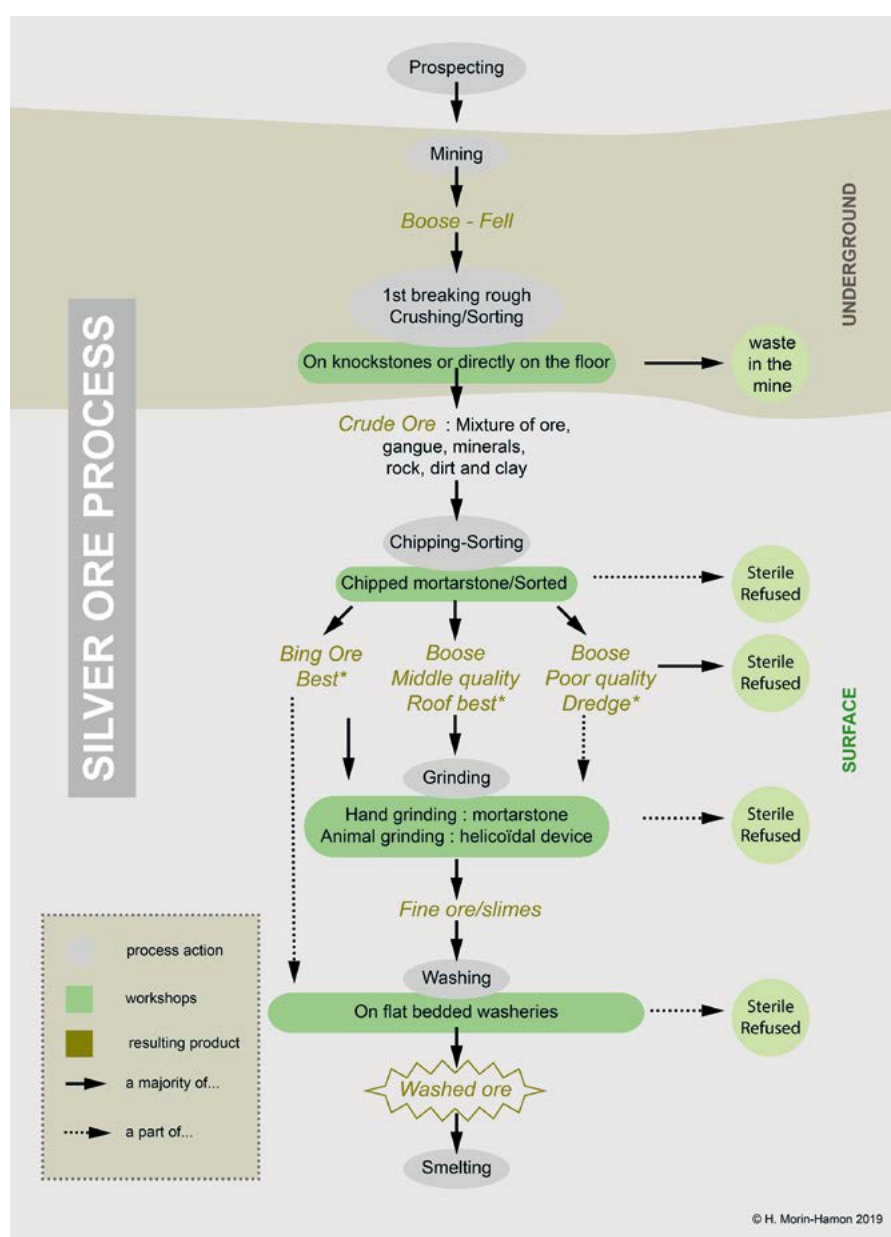 Prospecting
Mining
Boose - Fell
1st breaking rough
Crushing/Sorting
On knockstones or directly on the floor
waste
in the
mine
UNDERGROUND
SILVER ORE PROCESS
Crude Ore : Mixture of ore,
gangue, minerals,
rock, dirt and clay
Chipping-Sorting
Chipped mortarstone/Sorted
Sterile
Refused
Bing Ore
Best*
Boose
Middle quality
Roof best*
Boose
Poor quality
Dredge*
Sterile
Refused
SURFACE
Grinding
Hand grinding : mortarstone
Animal grinding : helicoïdal device
Sterile
Refused
Fine ore/slimes
Washing
On flat bedded washeries
Sterile
Refused
Washed ore
Smelting
process action
workshops
resulting product
a majority of...
a part of...
© H. Morin-Hamon 2019